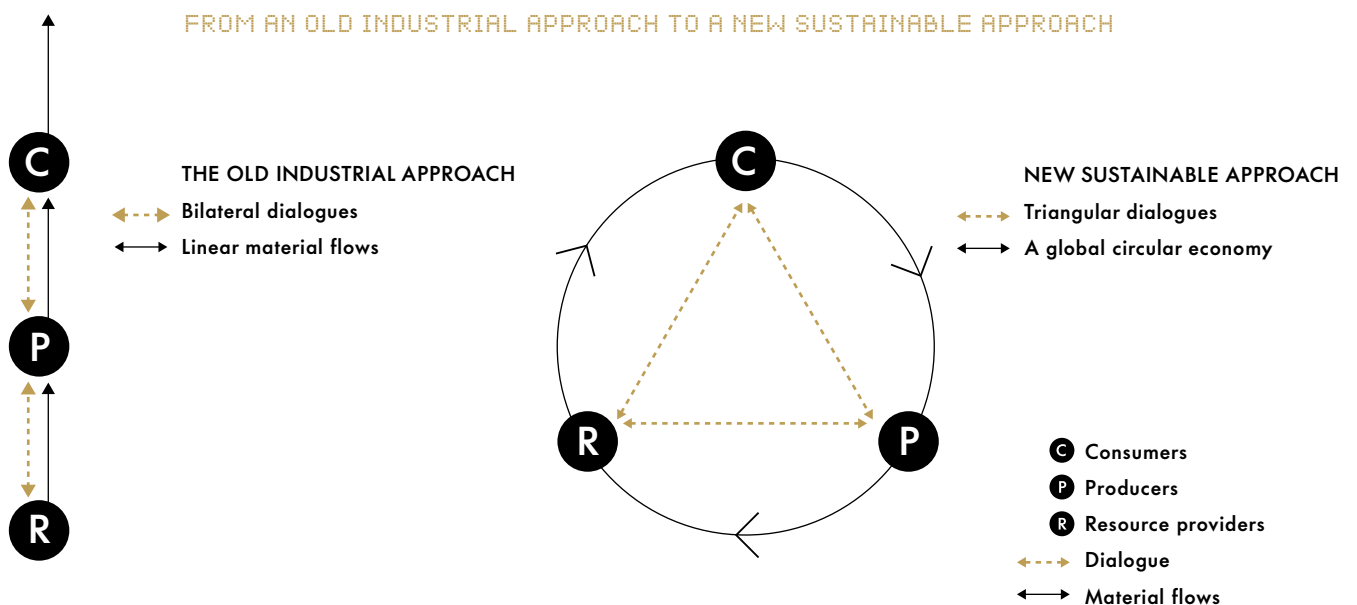 FROM AN OLD INDUSTRIAL APPROACH TO A NEW SUSTAINABLE APPROACH
C
P
R
THE OLD INDUSTRIAL APPROACH
Bilateral dialogues
Linear material flows
C
R
P
NEW SUSTAINABLE APPROACH
Triangular dialogues
A global circular economy
C Consumers
P Producers
R Resource providers
Dialogue
Material flows